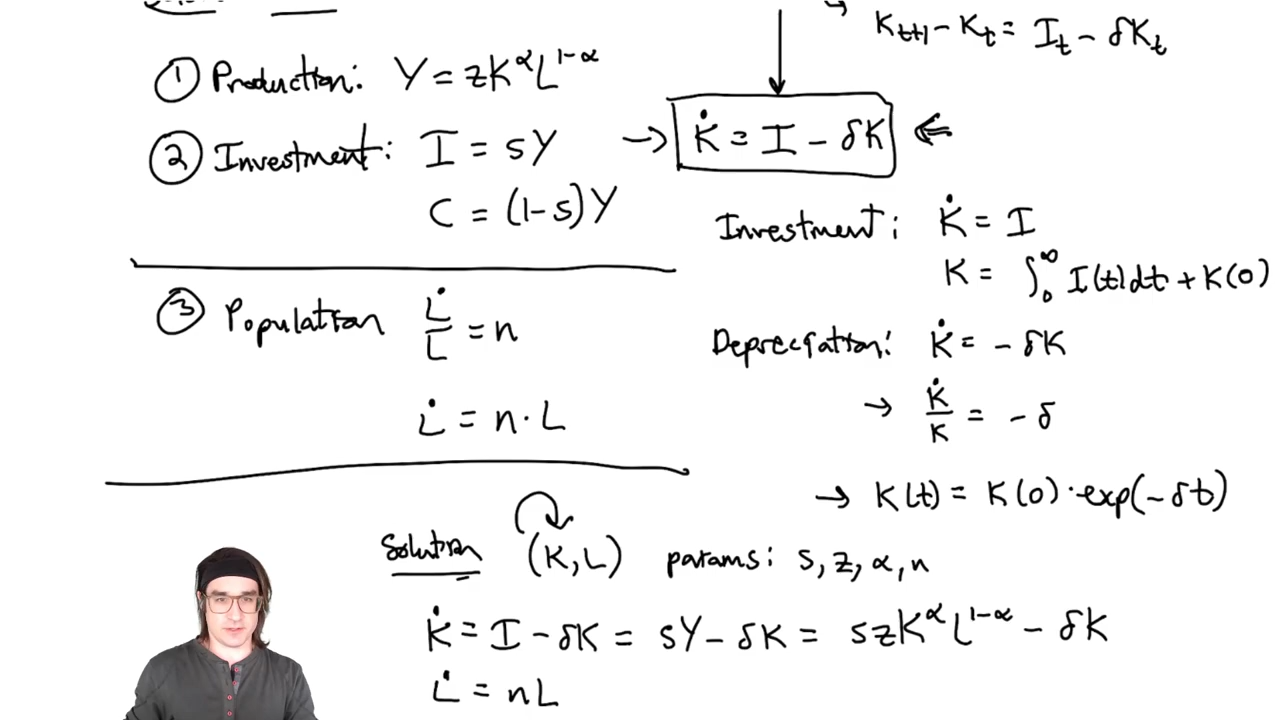 ① Production: Y = zK^α L^{1-α}
② Investment: I = sY
C = (1-s)Y
③ Population L̇/L = n
L̇ = n · L
→ K_{t+1} - K_t = I_t - δK_t
→ K̇ = I - δK ⇐
Investment: K̇ = I
K = ∫_0^∞ I(t)dt + K(0)
Depreciation: K̇ = - δK
→ K̇/K = - δ
→ K(t) = K(0) · exp(-δt)
Solution (K, L) params: s, z, α, n
K̇ = I - δK = sY - δK = szK^α L^{1-α} - δK
L̇ = nL